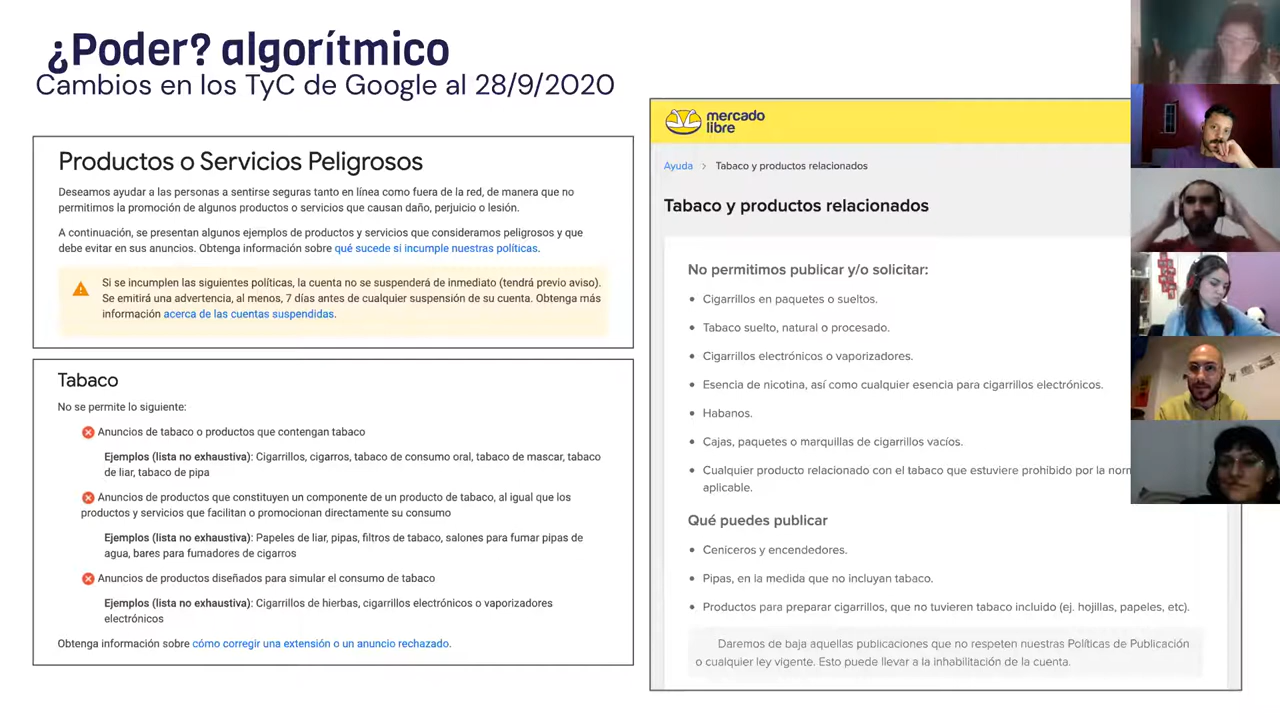 ¿Poder? algorítmico
Cambios en los TyC de Google al 28/9/2020
Productos o Servicios Peligrosos
Deseamos ayudar a las personas a sentirse seguras tanto en línea como fuera de la red, de manera que no
permitimos la promoción de algunos productos o servicios que causan daño, perjuicio o lesión.
A continuación, se presentan algunos ejemplos de productos y servicios que consideramos peligrosos y que
debe evitar en sus anuncios. Obtenga información sobre qué sucede si incumple nuestras políticas.
Si se incumplen las siguientes políticas, la cuenta no se suspenderá de inmediato (tendrá previo aviso).
Se emitirá una advertencia, al menos, 7 días antes de cualquier suspensión de su cuenta. Obtenga más
información acerca de las cuentas suspendidas.
Tabaco
No se permite lo siguiente:
Anuncios de tabaco o productos que contengan tabaco
Ejemplos (lista no exhaustiva): Cigarrillos, cigarros, tabaco de consumo oral, tabaco de mascar, tabaco
de liar, tabaco de pipa
Anuncios de productos que constituyen un componente de un producto de tabaco, al igual que los
productos y servicios que facilitan o promocionan directamente su consumo
Ejemplos (lista no exhaustiva): Papeles de liar, pipas, filtros de tabaco, salones para fumar pipas de
agua, bares para fumadores de cigarros
Anuncios de productos diseñados para simular el consumo de tabaco
Ejemplos (lista no exhaustiva): Cigarrillos de hierbas, cigarrillos electrónicos o vaporizadores
electrónicos
Obtenga información sobre cómo corregir una extensión o un anuncio rechazado.
mercado
libre
Ayuda > Tabaco y productos relacionados
Tabaco y productos relacionados
No permitimos publicar y/o solicitar:
• Cigarrillos en paquetes o sueltos.
• Tabaco suelto, natural o procesado.
• Cigarrillos electrónicos o vaporizadores.
• Esencia de nicotina, así como cualquier esencia para cigarrillos electrónicos.
• Habanos.
• Cajas, paquetes o marquillas de cigarrillos vacíos.
• Cualquier producto relacionado con el tabaco que estuviere prohibido por la norm
aplicable.
Qué puedes publicar
• Ceniceros y encendedores.
• Pipas, en la medida que no incluyan tabaco.
• Productos para preparar cigarrillos, que no tuvieren tabaco incluido (ej. hojillas, papeles, etc).
Daremos de baja aquellas publicaciones que no respeten nuestras Políticas de Publicación
o cualquier ley vigente. Esto puede llevar a la inhabilitación de la cuenta.